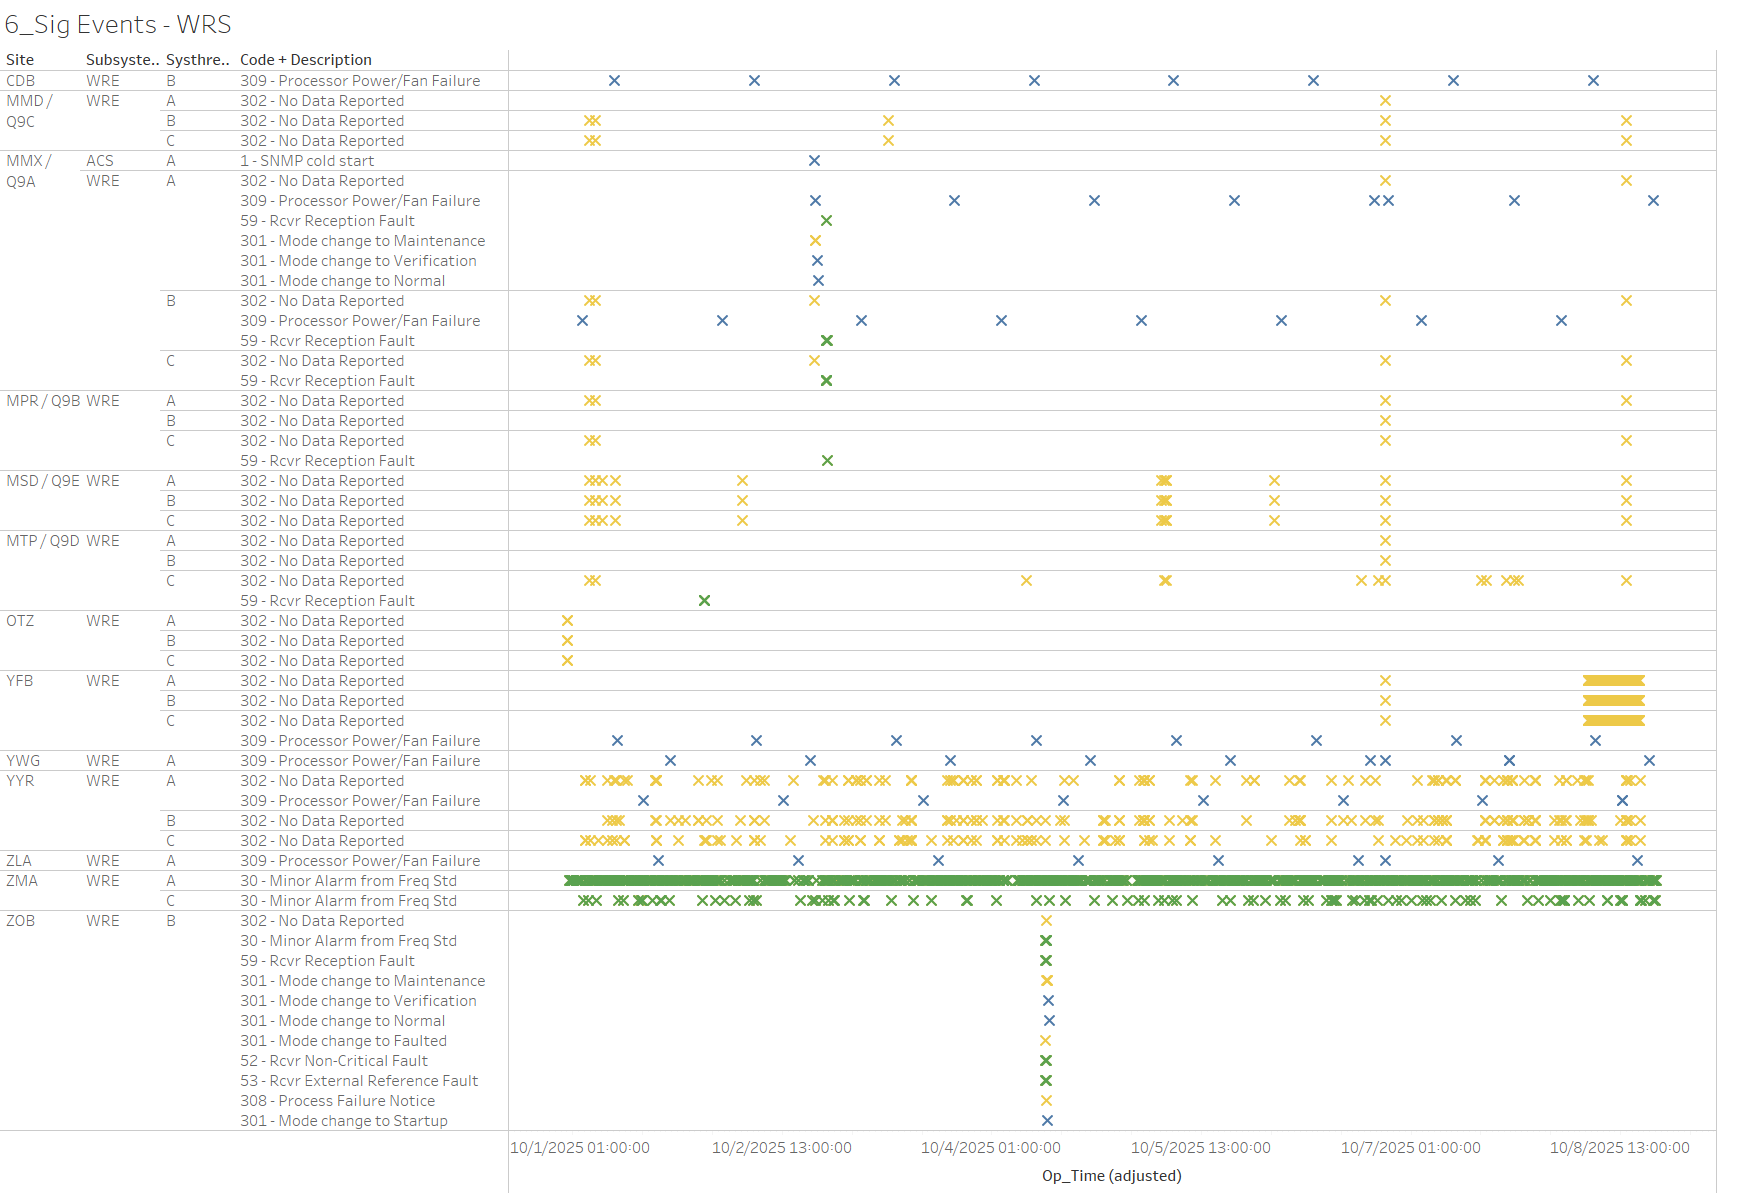 6_Sig Events - WRS
Site Subsyste.. Systhre.. Code + Description
CDB WRE B 309 - Processor Power/Fan Failure
MMD / Q9C WRE A 302 - No Data Reported
B 302 - No Data Reported
C 302 - No Data Reported
MMX / Q9A ACS A 1 - SNMP cold start
WRE A 302 - No Data Reported
309 - Processor Power/Fan Failure
59 - Rcvr Reception Fault
301 - Mode change to Maintenance
301 - Mode change to Verification
301 - Mode change to Normal
B 302 - No Data Reported
309 - Processor Power/Fan Failure
59 - Rcvr Reception Fault
C 302 - No Data Reported
59 - Rcvr Reception Fault
MPR / Q9B WRE A 302 - No Data Reported
B 302 - No Data Reported
C 302 - No Data Reported
59 - Rcvr Reception Fault
MSD / Q9E WRE A 302 - No Data Reported
B 302 - No Data Reported
C 302 - No Data Reported
MTP / Q9D WRE A 302 - No Data Reported
B 302 - No Data Reported
C 302 - No Data Reported
59 - Rcvr Reception Fault
OTZ WRE A 302 - No Data Reported
B 302 - No Data Reported
C 302 - No Data Reported
YFB WRE A 302 - No Data Reported
B 302 - No Data Reported
C 302 - No Data Reported
309 - Processor Power/Fan Failure
YWG WRE A 309 - Processor Power/Fan Failure
YYR WRE A 302 - No Data Reported
309 - Processor Power/Fan Failure
B 302 - No Data Reported
C 302 - No Data Reported
ZLA WRE A 309 - Processor Power/Fan Failure
ZMA WRE A 30 - Minor Alarm from Freq Std
C 30 - Minor Alarm from Freq Std
ZOB WRE B 302 - No Data Reported
30 - Minor Alarm from Freq Std
59 - Rcvr Reception Fault
301 - Mode change to Maintenance
301 - Mode change to Verification
301 - Mode change to Normal
301 - Mode change to Faulted
52 - Rcvr Non-Critical Fault
53 - Rcvr External Reference Fault
308 - Process Failure Notice
301 - Mode change to Startup
10/1/2025 01:00:00 10/2/2025 13:00:00 10/4/2025 01:00:00 10/5/2025 13:00:00 10/7/2025 01:00:00 10/8/2025 13:00:00
Op_Time (adjusted)